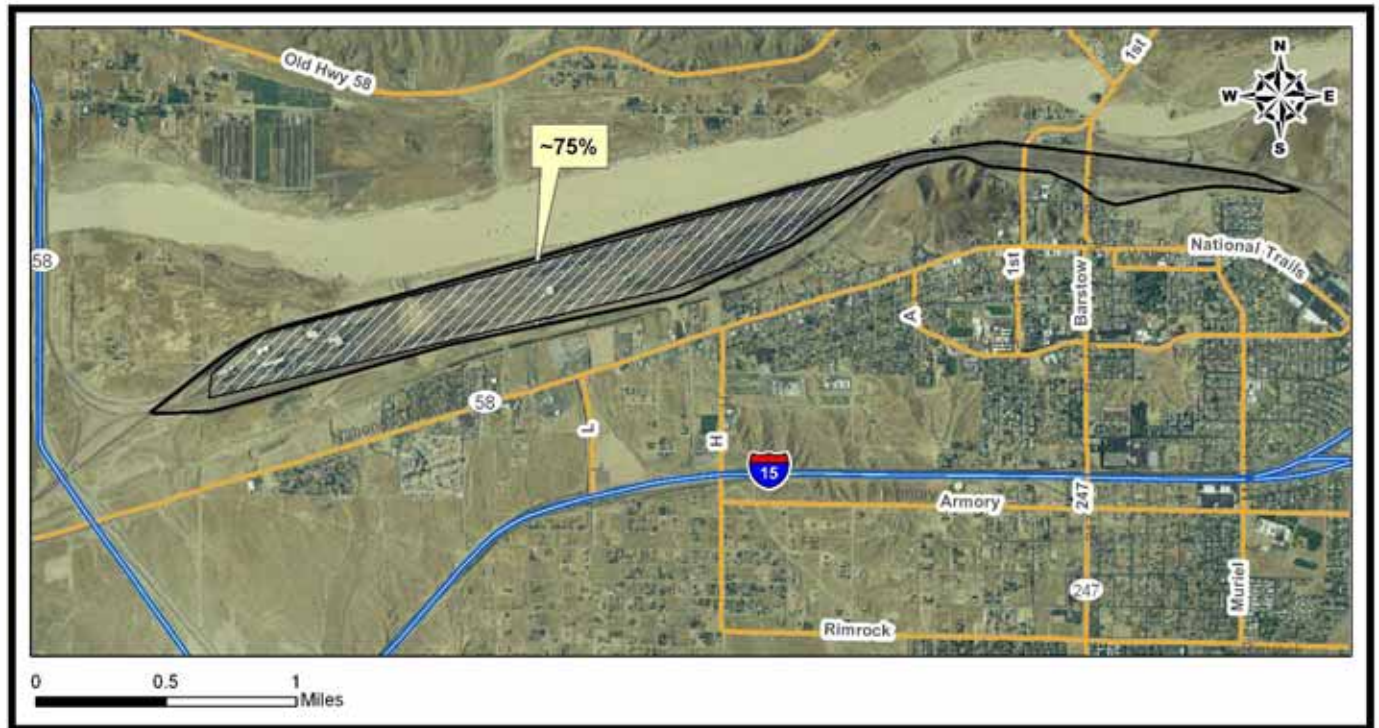 Old Hwy 58
1st
N
W
E
S
~75%
58
National Trails
1st
Barstow
A
58
L
H
15
Armory
247
247
Muriel
Rimrock
0 0.5 1
Miles